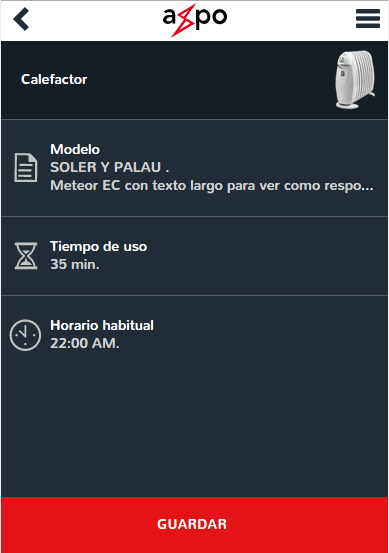 axpo
Calefactor
Modelo
SOLER Y PALAU .
Meteor EC con texto largo para ver como respo...
Tiempo de uso
35 min.
Horario habitual
22:00 AM.
GUARDAR